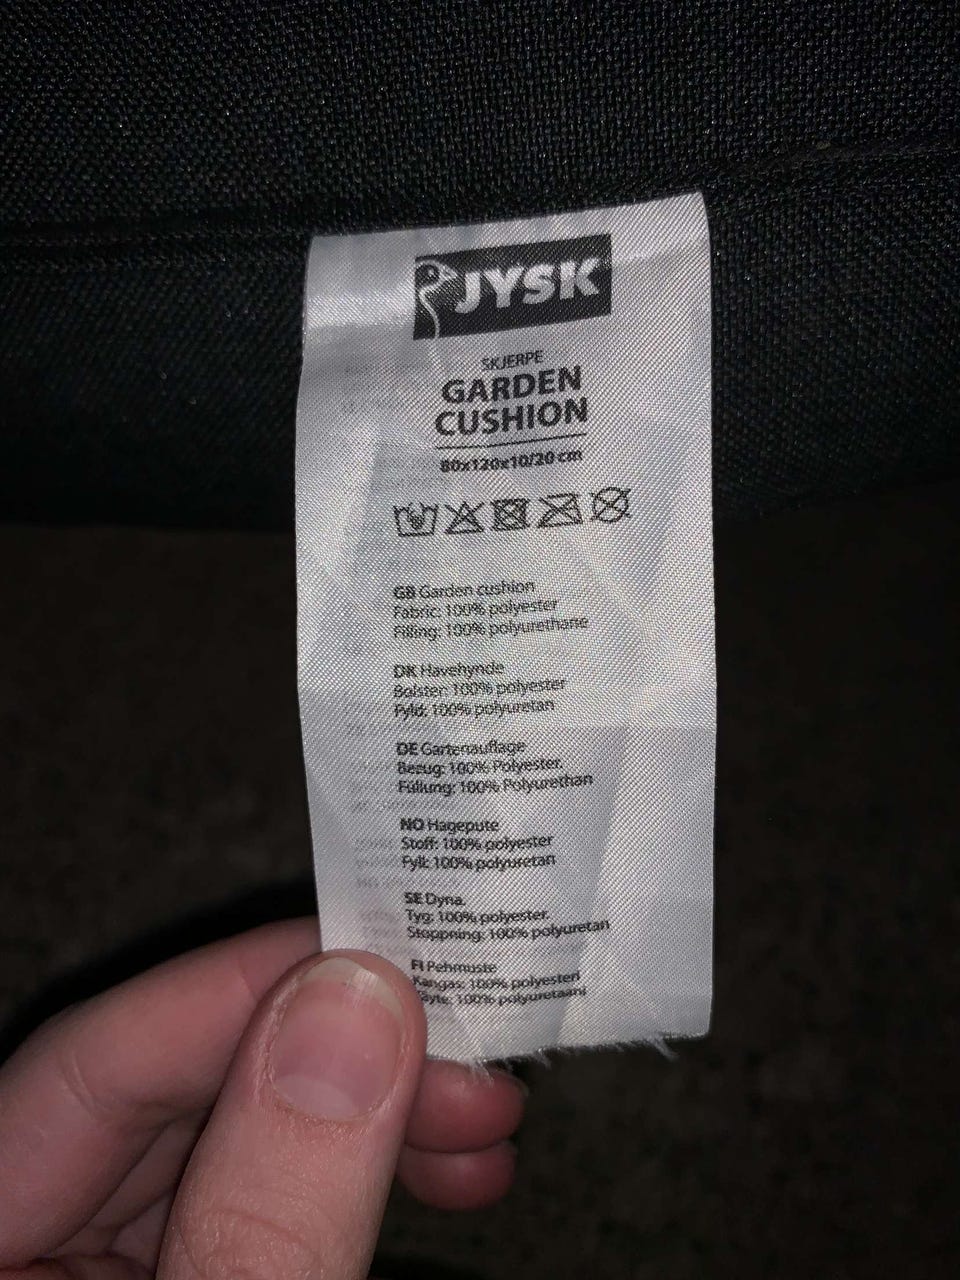 JYSK
SKJERPE
GARDEN
CUSHION
80x120x10/20 cm
GB Garden cushion
Fabric: 100% polyester
Filling: 100% polyurethane
DK Havehynde
Bolster: 100% polyester
Fyld: 100% polyuretan
DE Gartenauflage
Bezug: 100% Polyester.
Füllung: 100% Polyurethan
NO Hagepute
Stoff: 100% polyester
Fyll: 100% polyuretan
SE Dyna.
Tyg: 100% polyester.
Stoppning: 100% polyuretan
FI Pehmuste
Kangas: 100% polyesteri
100% polyuretaani